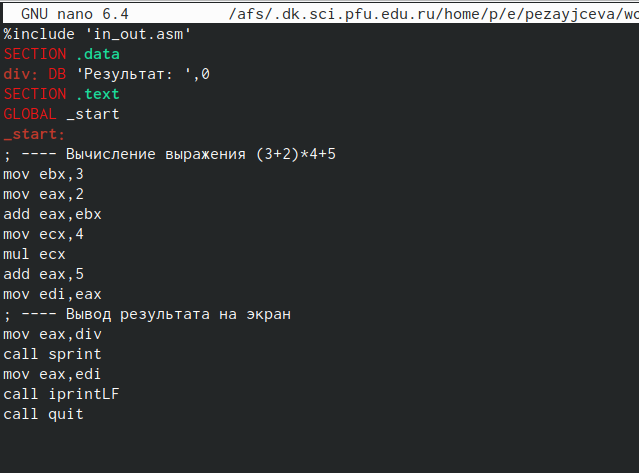 GNU nano 6.4 /afs/.dk.sci.pfu.edu.ru/home/p/e/pezayjceva/wo
%include 'in_out.asm'
SECTION .data
div: DB 'Результат: ',0
SECTION .text
GLOBAL _start
_start:
; ---- Вычисление выражения (3+2)*4+5
mov ebx,3
mov eax,2
add eax,ebx
mov ecx,4
mul ecx
add eax,5
mov edi,eax
; ---- Вывод результата на экран
mov eax,div
call sprint
mov eax,edi
call iprintLF
call quit